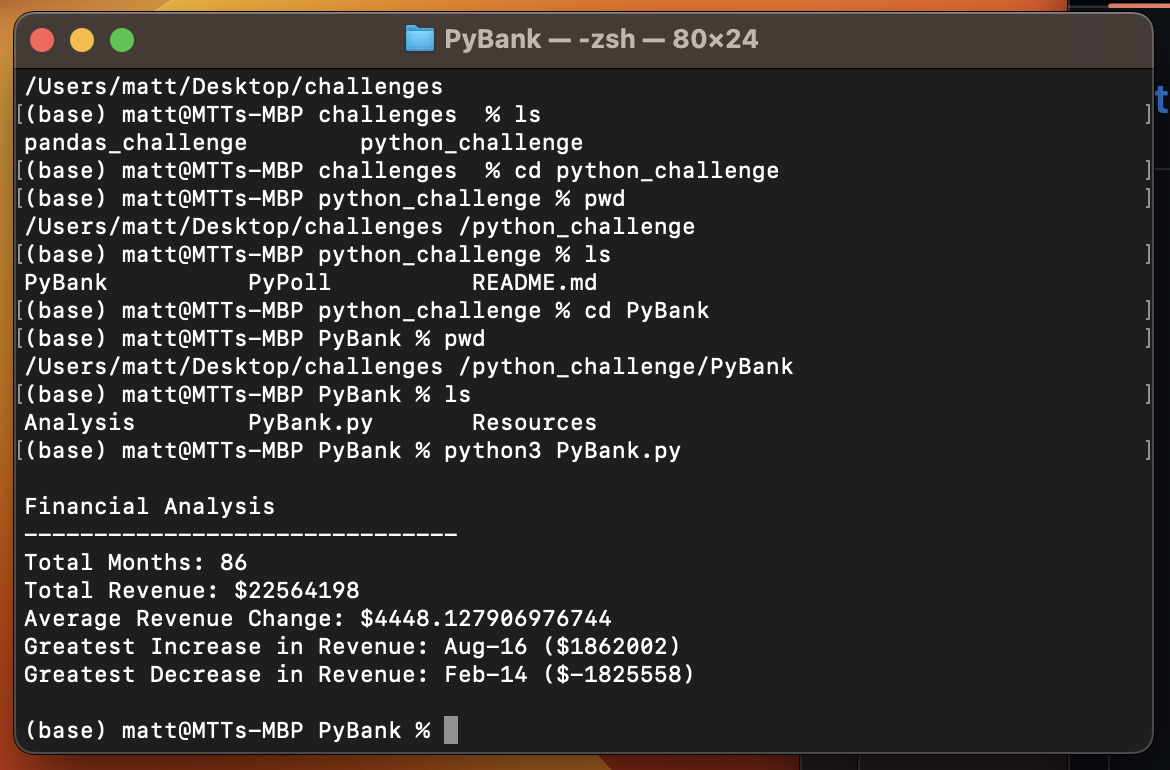 PyBank — -zsh — 80×24
/Users/matt/Desktop/challenges
[(base) matt@MTTs-MBP challenges  % ls ]
pandas_challenge        python_challenge
[(base) matt@MTTs-MBP challenges  % cd python_challenge ]
[(base) matt@MTTs-MBP python_challenge % pwd ]
/Users/matt/Desktop/challenges /python_challenge
[(base) matt@MTTs-MBP python_challenge % ls ]
PyBank          PyPoll          README.md
[(base) matt@MTTs-MBP python_challenge % cd PyBank ]
[(base) matt@MTTs-MBP PyBank % pwd ]
/Users/matt/Desktop/challenges /python_challenge/PyBank
[(base) matt@MTTs-MBP PyBank % ls ]
Analysis        PyBank.py       Resources
[(base) matt@MTTs-MBP PyBank % python3 PyBank.py ]
Financial Analysis
-------------------------------
Total Months: 86
Total Revenue: $22564198
Average Revenue Change: $4448.127906976744
Greatest Increase in Revenue: Aug-16 ($1862002)
Greatest Decrease in Revenue: Feb-14 ($-1825558)
(base) matt@MTTs-MBP PyBank %
t